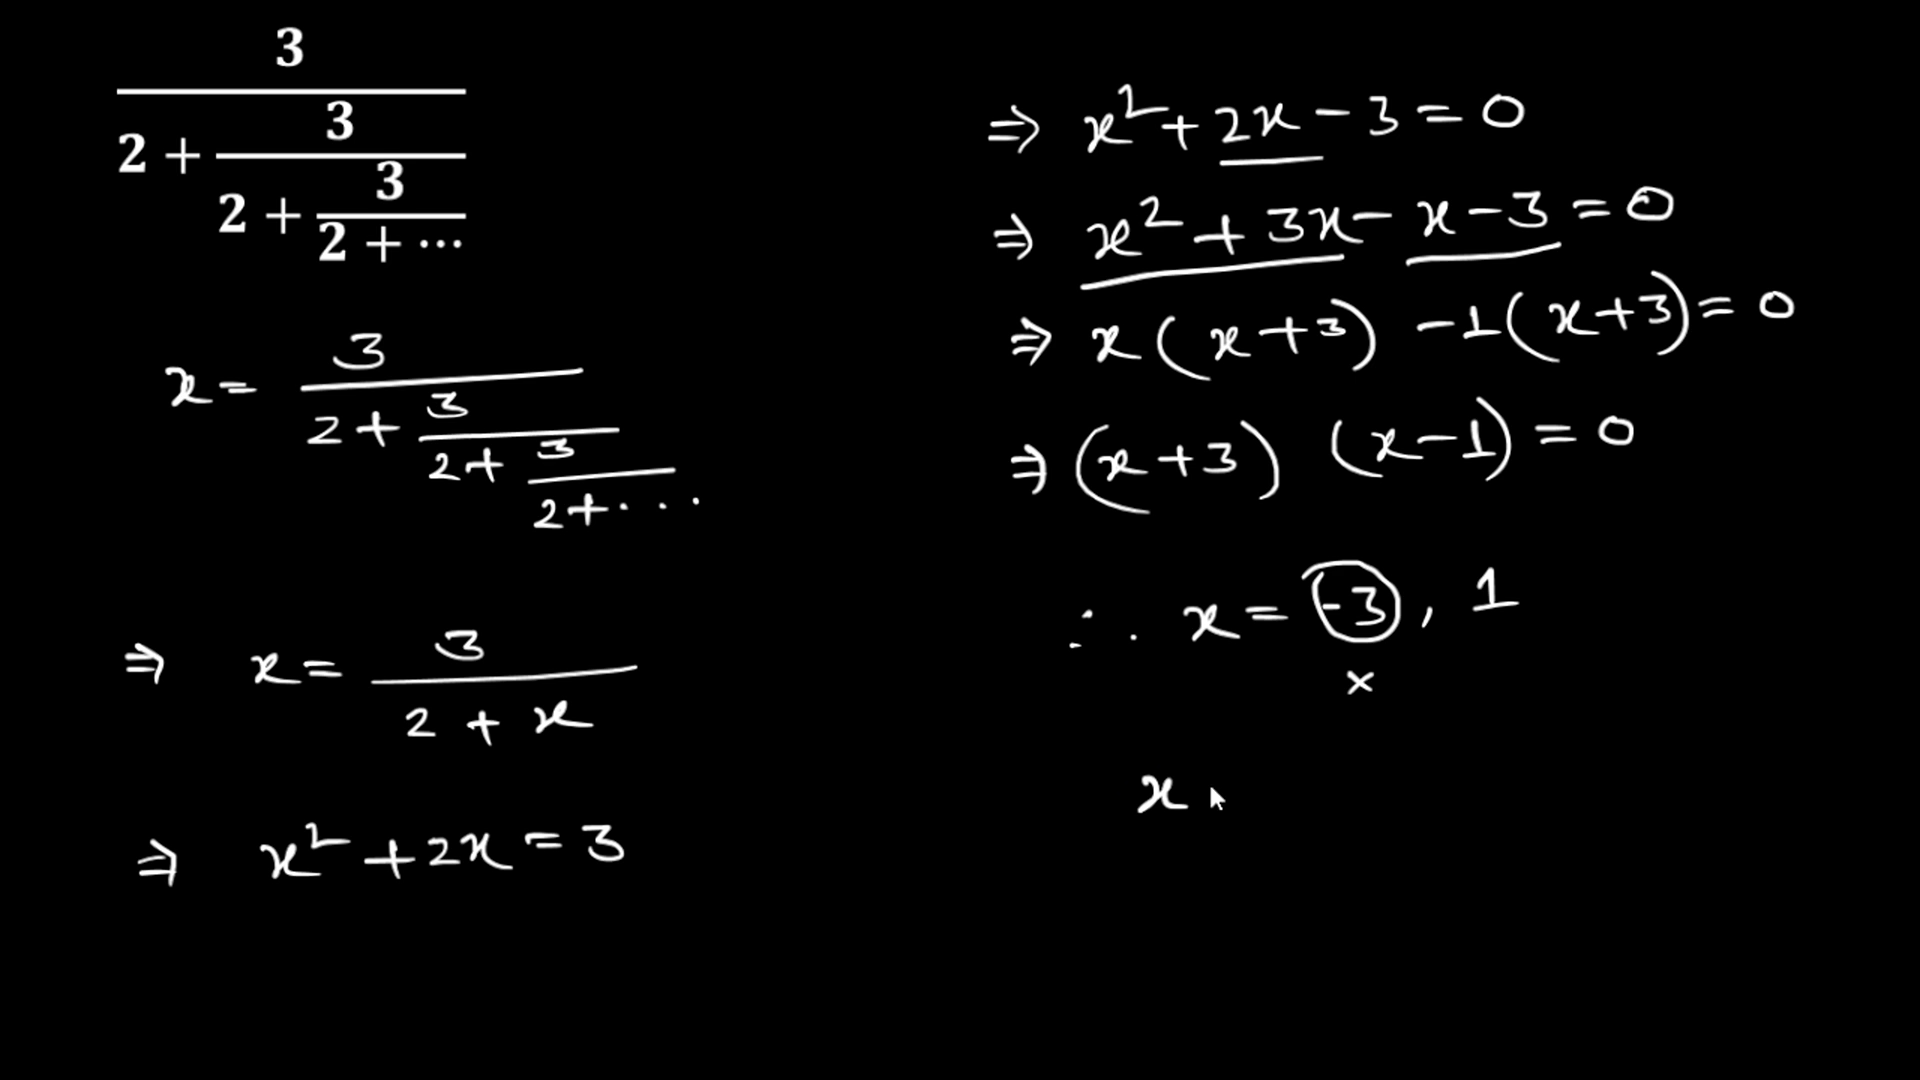 3
2 + 3
2 + 3
2 + ...
x = 3
2 + 3
2 + 3
2 + ...
⇒ x = 3
2 + x
⇒ x² + 2x = 3
⇒ x² + 2x - 3 = 0
⇒ x² + 3x - x - 3 = 0
⇒ x(x+3) -1(x+3) = 0
⇒ (x+3) (x-1) = 0
∴ x = -3, 1
×
x